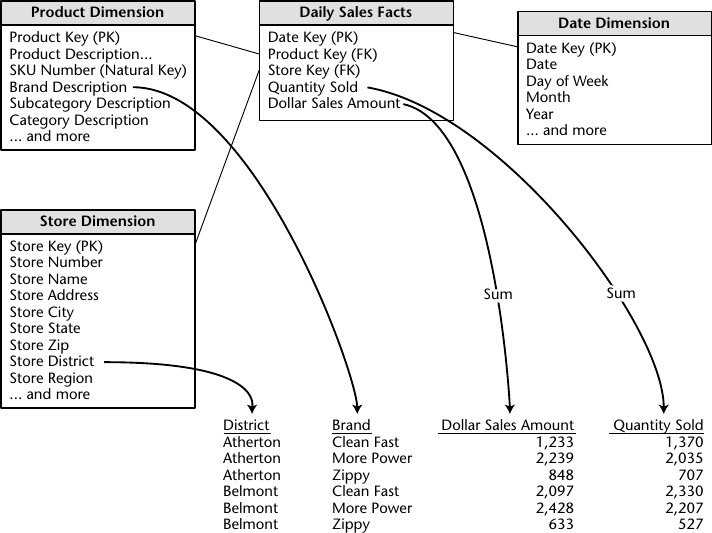 Product Dimension
Product Key (PK)
Product Description...
SKU Number (Natural Key)
Brand Description
Subcategory Description
Category Description
... and more
Daily Sales Facts
Date Key (PK)
Product Key (FK)
Store Key (FK)
Quantity Sold
Dollar Sales Amount
Date Dimension
Date Key (PK)
Date
Day of Week
Month
Year
... and more
Store Dimension
Store Key (PK)
Store Number
Store Name
Store Address
Store City
Store State
Store Zip
Store District
Store Region
... and more
Sum
Sum
District Brand Dollar Sales Amount Quantity Sold
Atherton Clean Fast 1,233 1,370
Atherton More Power 2,239 2,035
Atherton Zippy 848 707
Belmont Clean Fast 2,097 2,330
Belmont More Power 2,428 2,207
Belmont Zippy 633 527